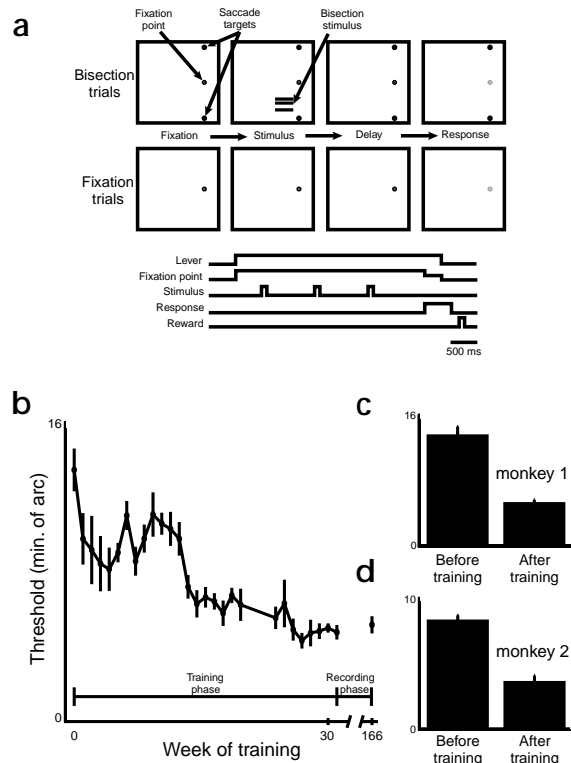 a
Fixation
point
Saccade
targets
Bisection
stimulus
Bisection
trials
Fixation
Stimulus
Delay
Response
Fixation
trials
Lever
Fixation point
Stimulus
Response
Reward
500 ms
b
16
Threshold (min. of arc)
0
Training
phase
Recording
phase
0
30
166
Week of training
c
16
monkey 1
0
Before
training
After
training
d
10
monkey 2
0
Before
training
After
training